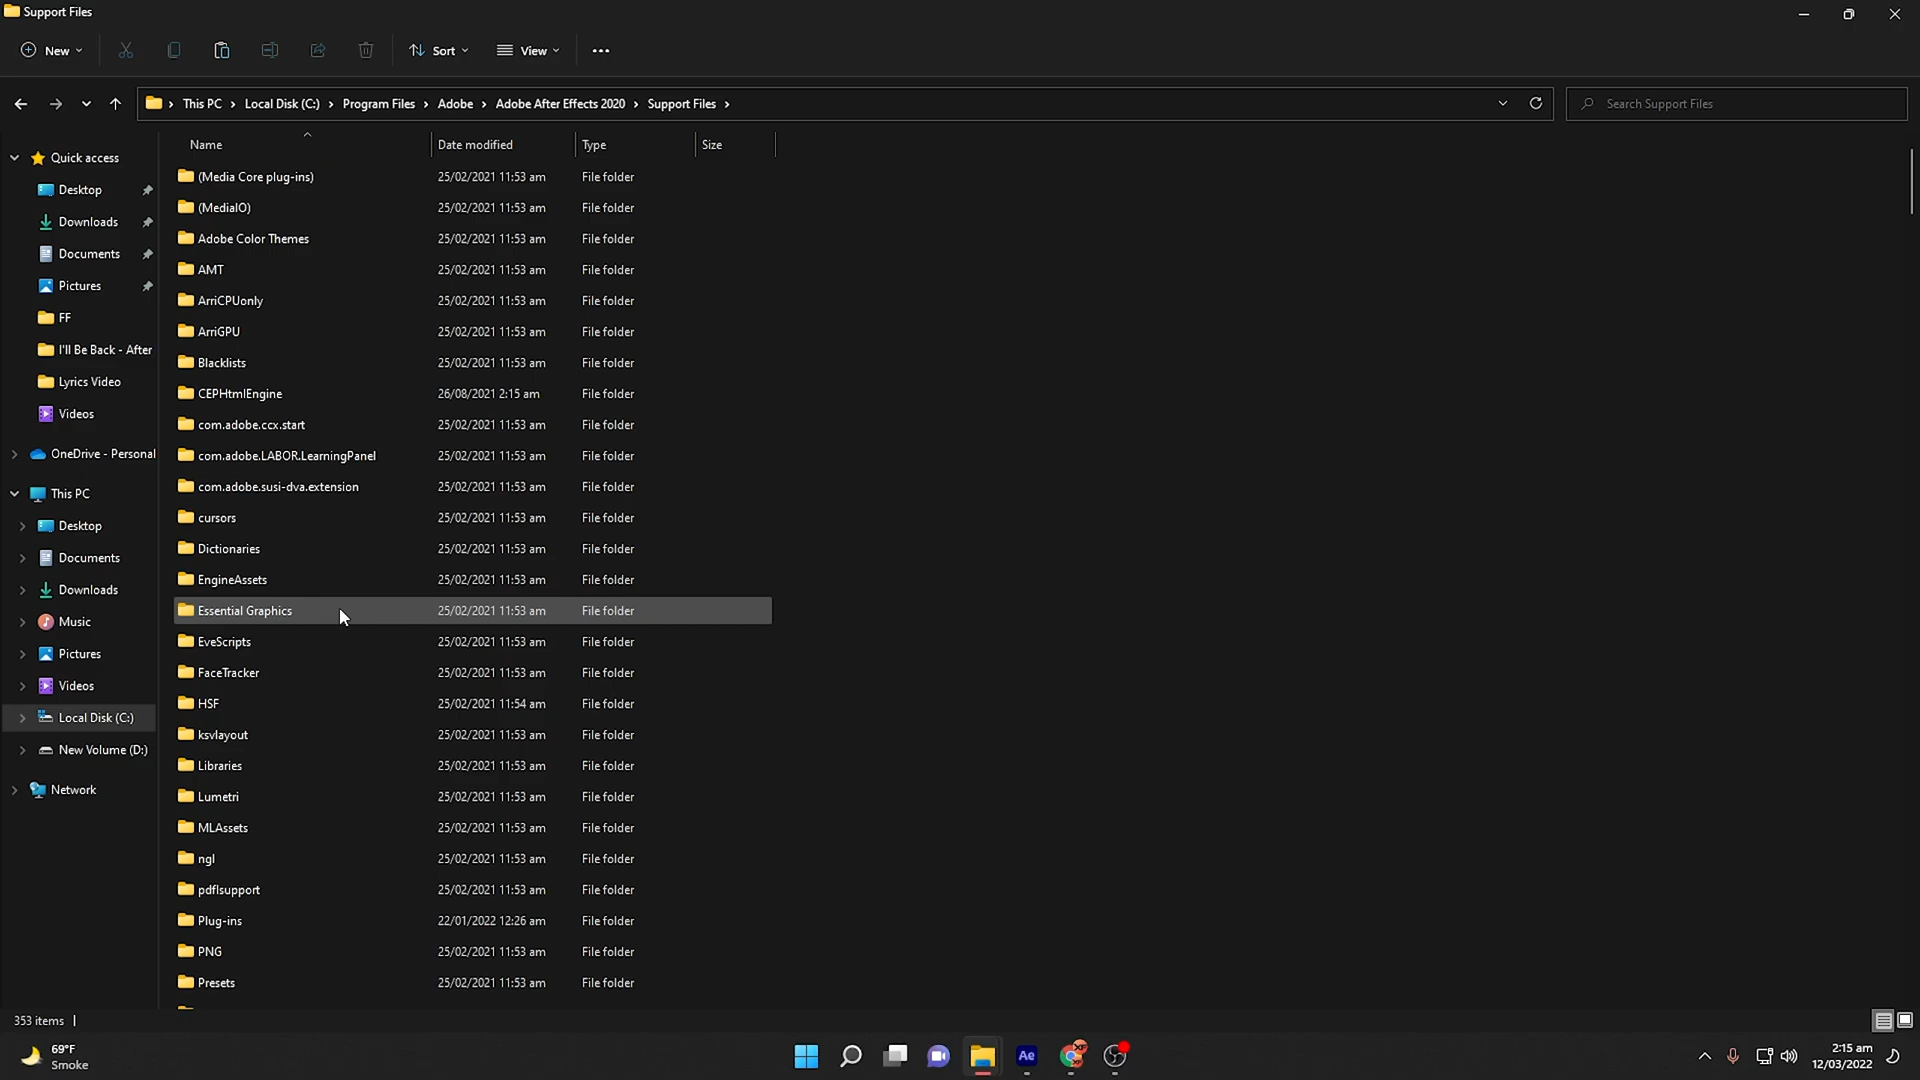 Support Files
New
Sort
View
This PC > Local Disk (C:) > Program Files > Adobe > Adobe After Effects 2020 > Support Files >
Search Support Files
Quick access
Desktop
Downloads
Documents
Pictures
FF
I'll Be Back - After
Lyrics Video
Videos
OneDrive - Personal
This PC
Desktop
Documents
Downloads
Music
Pictures
Videos
Local Disk (C:)
New Volume (D:)
Network
Name Date modified Type Size
(Media Core plug-ins) 25/02/2021 11:53 am File folder
(MediaIO) 25/02/2021 11:53 am File folder
Adobe Color Themes 25/02/2021 11:53 am File folder
AMT 25/02/2021 11:53 am File folder
ArriCPUonly 25/02/2021 11:53 am File folder
ArriGPU 25/02/2021 11:53 am File folder
Blacklists 25/02/2021 11:53 am File folder
CEPHtmlEngine 26/08/2021 2:15 am File folder
com.adobe.ccx.start 25/02/2021 11:53 am File folder
com.adobe.LABOR.LearningPanel 25/02/2021 11:53 am File folder
com.adobe.susi-dva.extension 25/02/2021 11:53 am File folder
cursors 25/02/2021 11:53 am File folder
Dictionaries 25/02/2021 11:53 am File folder
EngineAssets 25/02/2021 11:53 am File folder
Essential Graphics 25/02/2021 11:53 am File folder
EveScripts 25/02/2021 11:53 am File folder
FaceTracker 25/02/2021 11:53 am File folder
HSF 25/02/2021 11:54 am File folder
ksvlayout 25/02/2021 11:53 am File folder
Libraries 25/02/2021 11:53 am File folder
Lumetri 25/02/2021 11:53 am File folder
MLAssets 25/02/2021 11:53 am File folder
ngl 25/02/2021 11:53 am File folder
pdflsupport 25/02/2021 11:53 am File folder
Plug-ins 22/01/2022 12:26 am File folder
PNG 25/02/2021 11:53 am File folder
Presets 25/02/2021 11:53 am File folder
353 items
69°F
Smoke
Ae
2:15 am
12/03/2022